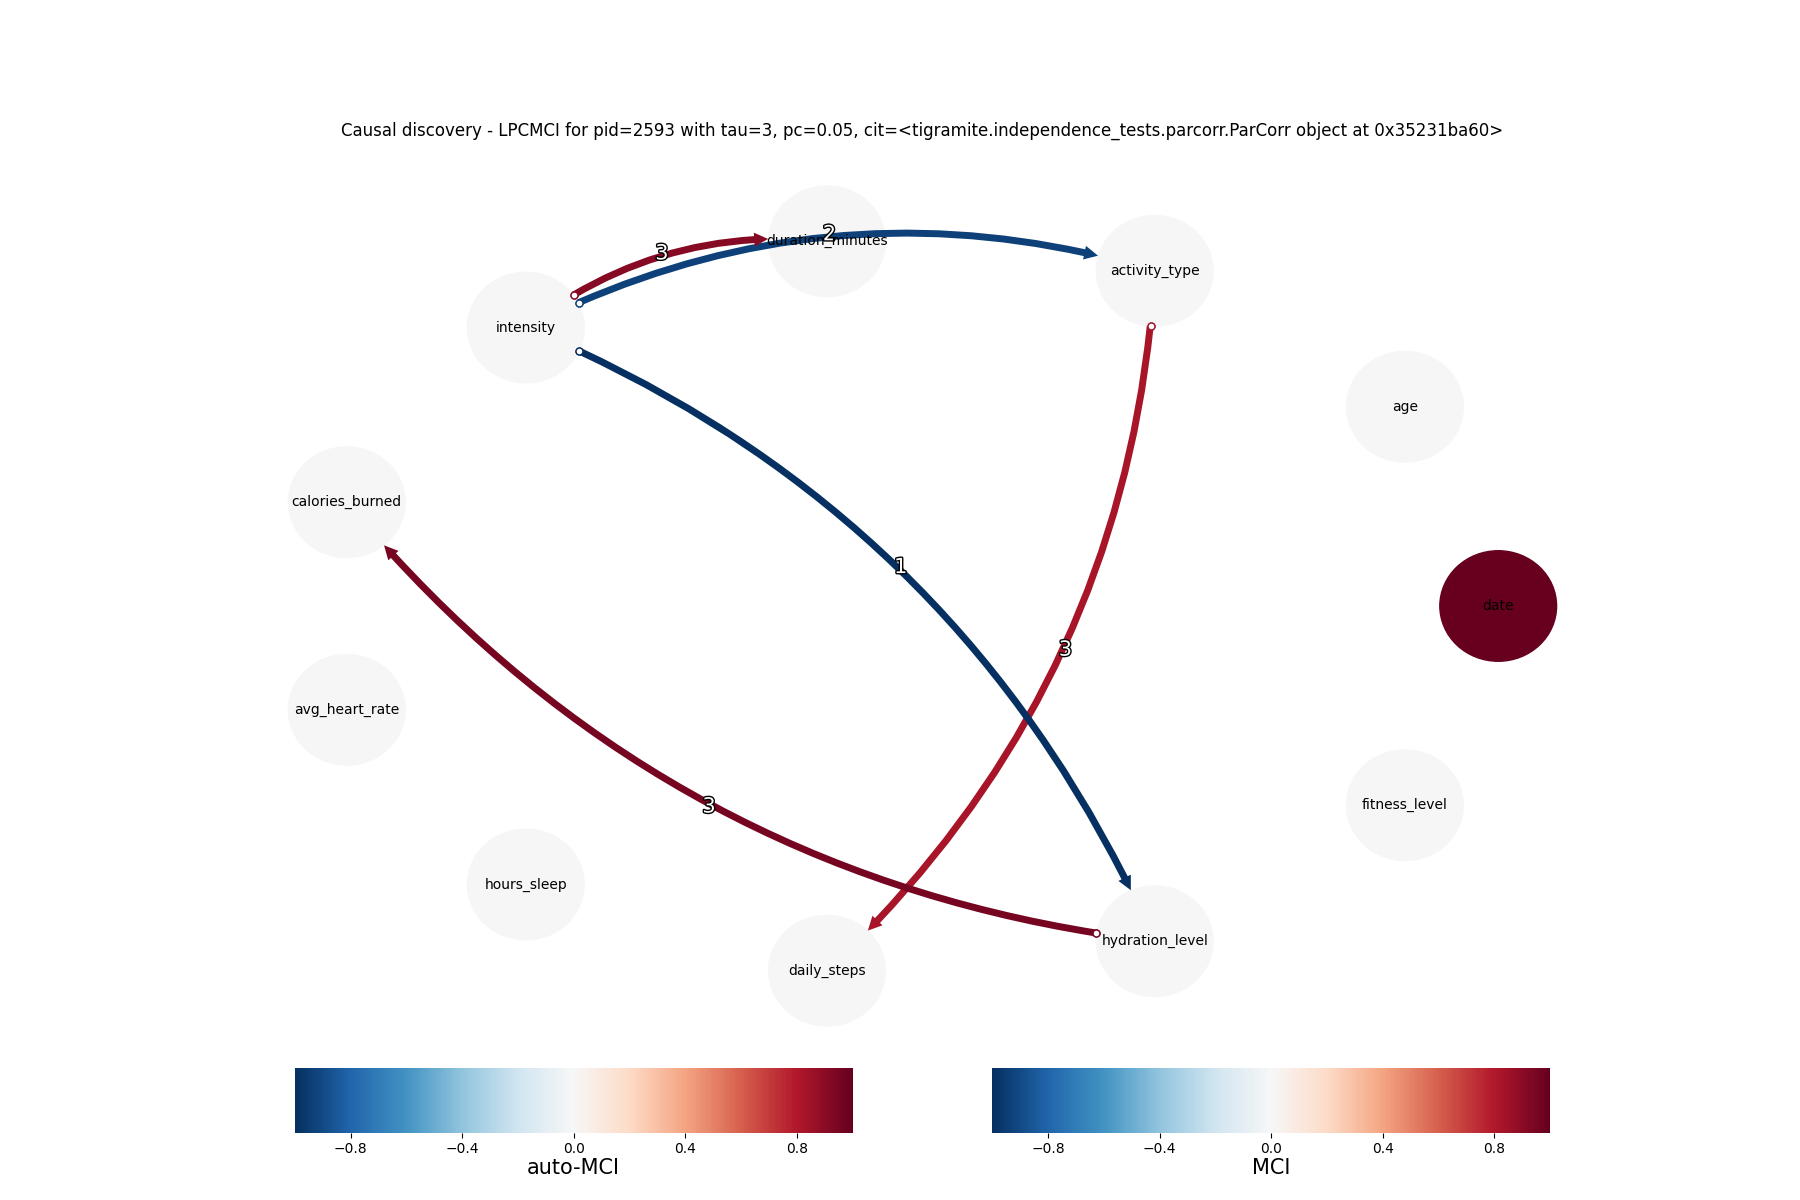 Causal discovery - LPCMCI for pid=2593 with tau=3, pc=0.05, cit=<tigramite.independence_tests.parcorr.ParCorr object at 0x35231ba60>
2
duration_minutes
3
activity_type
intensity
age
calories_burned
1
date
3
avg_heart_rate
3
fitness_level
hours_sleep
hydration_level
daily_steps
−0.8 −0.4 0.0 0.4 0.8
auto-MCI
−0.8 −0.4 0.0 0.4 0.8
MCI